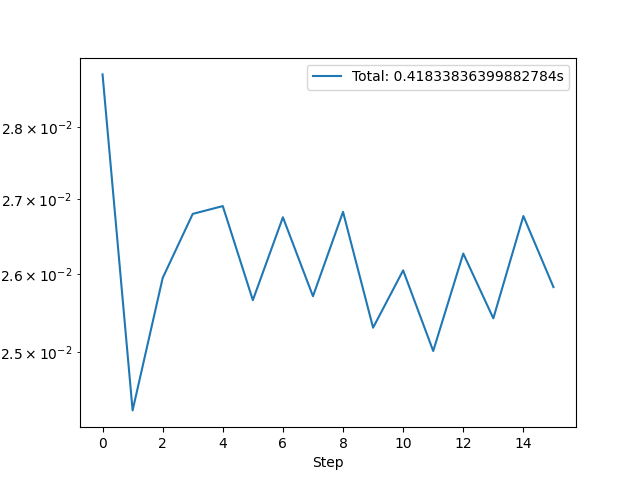 Total: 0.41833836399882784s
2.8 × 10⁻²
2.7 × 10⁻²
2.6 × 10⁻²
2.5 × 10⁻²
0 2 4 6 8 10 12 14
Step